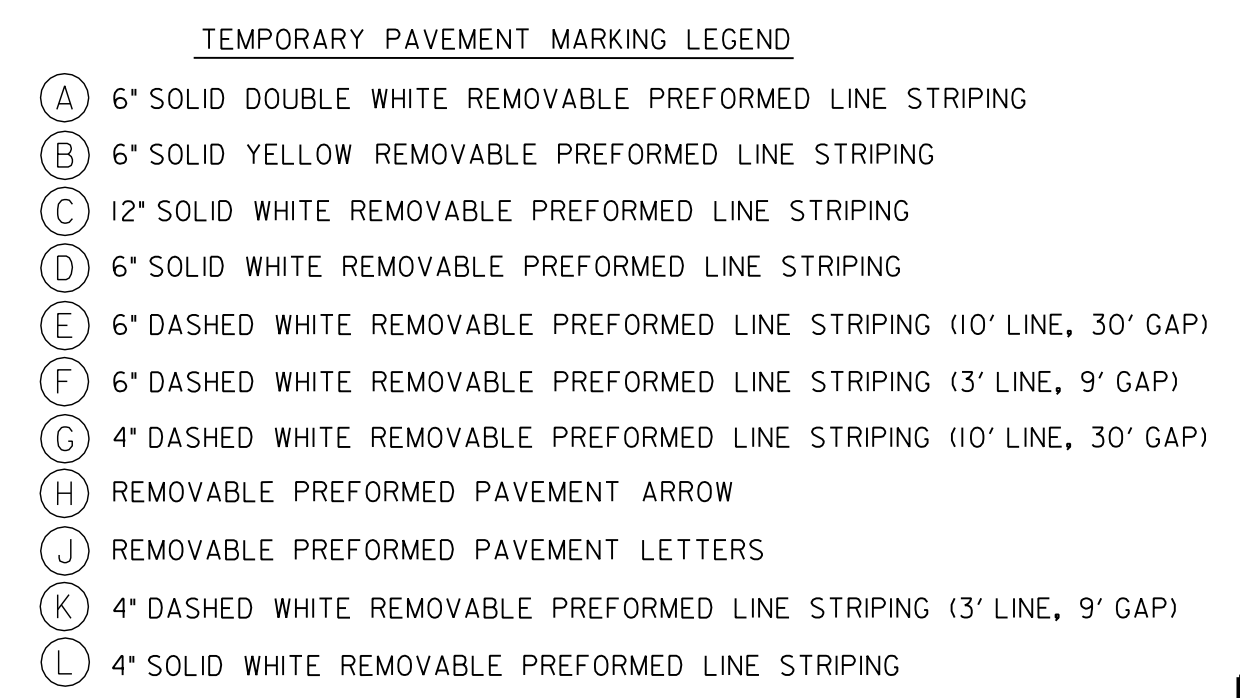 TEMPORARY PAVEMENT MARKING LEGEND
A 6" SOLID DOUBLE WHITE REMOVABLE PREFORMED LINE STRIPING
B 6" SOLID YELLOW REMOVABLE PREFORMED LINE STRIPING
C 12" SOLID WHITE REMOVABLE PREFORMED LINE STRIPING
D 6" SOLID WHITE REMOVABLE PREFORMED LINE STRIPING
E 6" DASHED WHITE REMOVABLE PREFORMED LINE STRIPING (10' LINE, 30' GAP)
F 6" DASHED WHITE REMOVABLE PREFORMED LINE STRIPING (3' LINE, 9' GAP)
G 4" DASHED WHITE REMOVABLE PREFORMED LINE STRIPING (10' LINE, 30' GAP)
H REMOVABLE PREFORMED PAVEMENT ARROW
J REMOVABLE PREFORMED PAVEMENT LETTERS
K 4" DASHED WHITE REMOVABLE PREFORMED LINE STRIPING (3' LINE, 9' GAP)
L 4" SOLID WHITE REMOVABLE PREFORMED LINE STRIPING